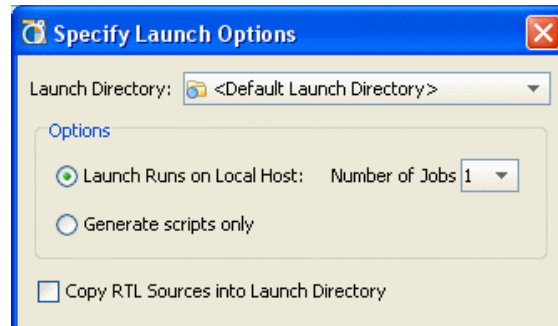 Specify Launch Options
Launch Directory: <Default Launch Directory>
Options
Launch Runs on Local Host: Number of Jobs 1
Generate scripts only
Copy RTL Sources into Launch Directory